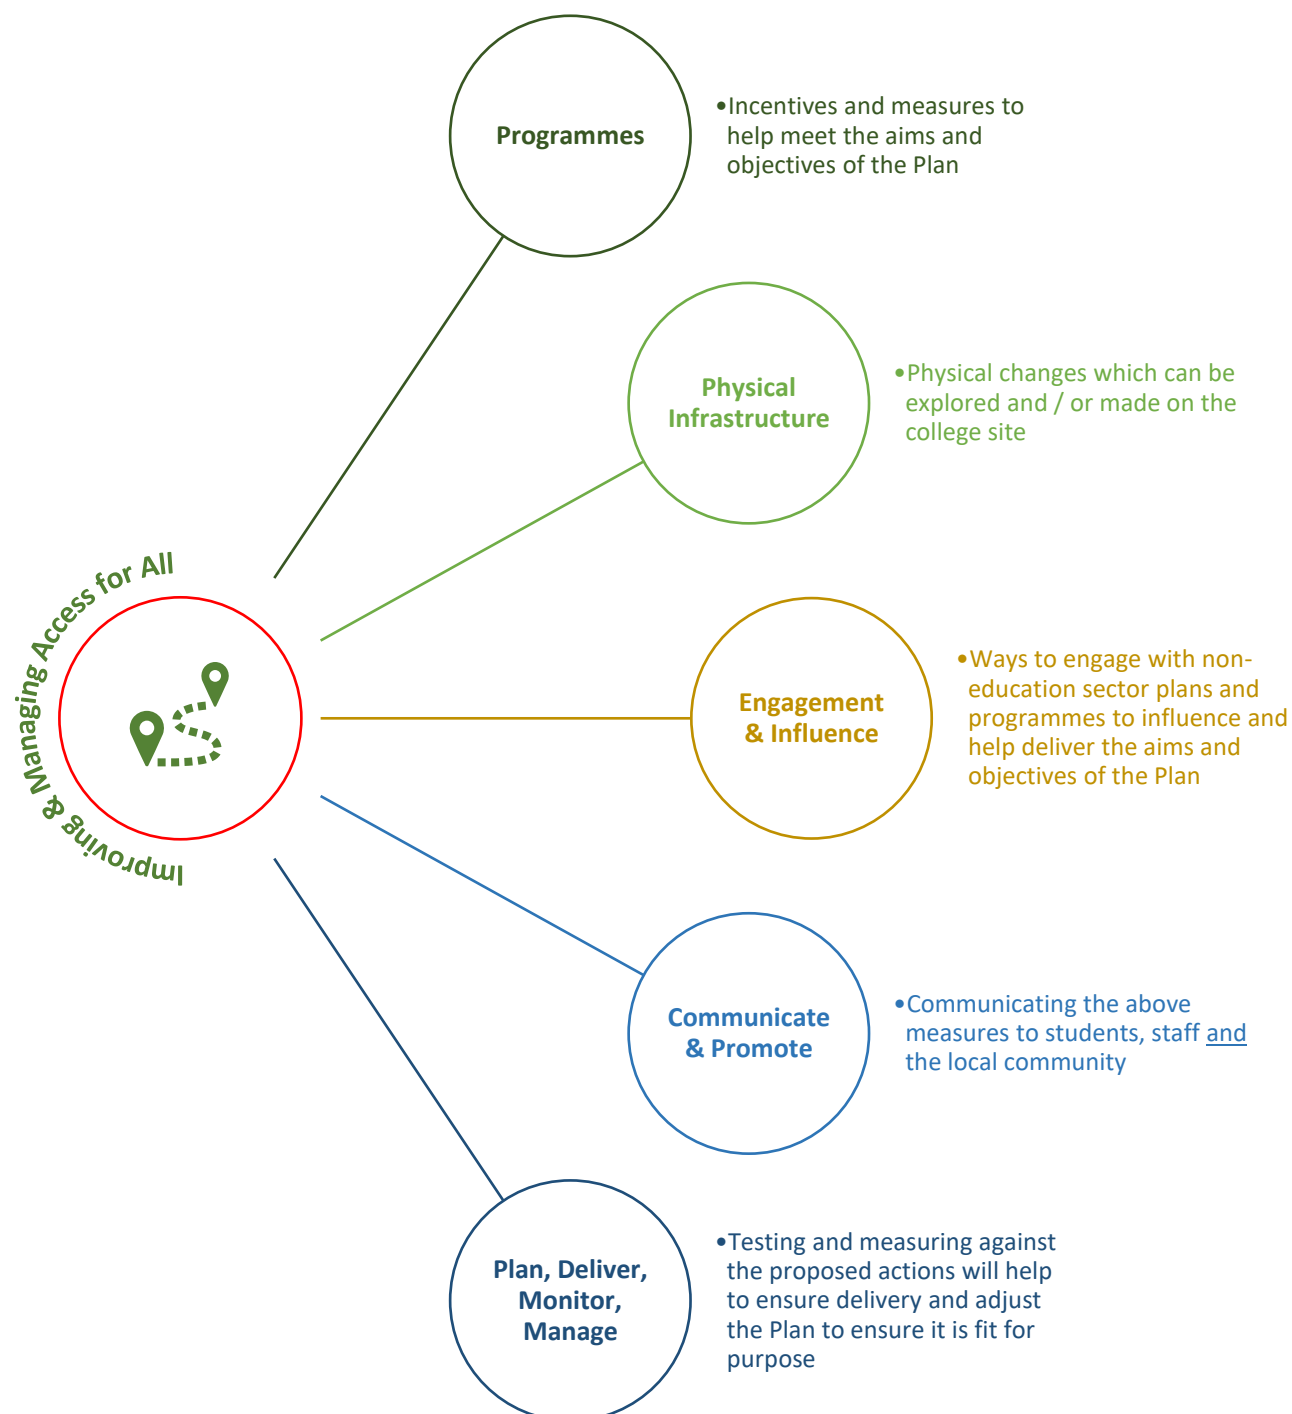 Programmes
•Incentives and measures to
help meet the aims and
objectives of the Plan
Physical
Infrastructure
•Physical changes which can be
explored and / or made on the
college site
Improving & Managing Access for All
Engagement
& Influence
•Ways to engage with non-
education sector plans and
programmes to influence and
help deliver the aims and
objectives of the Plan
Communicate
& Promote
•Communicating the above
measures to students, staff and
the local community
Plan, Deliver,
Monitor,
Manage
•Testing and measuring against
the proposed actions will help
to ensure delivery and adjust
the Plan to ensure it is fit for
purpose